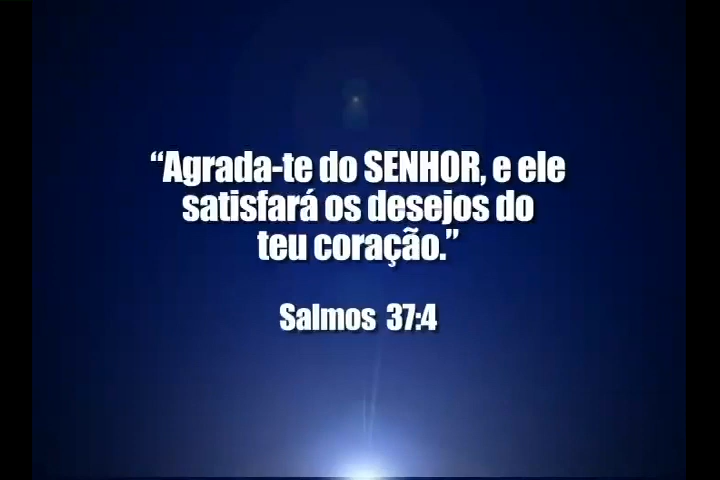 “Agrada-te do SENHOR, e ele
satisfará os desejos do
teu coração.”
Salmos 37:4